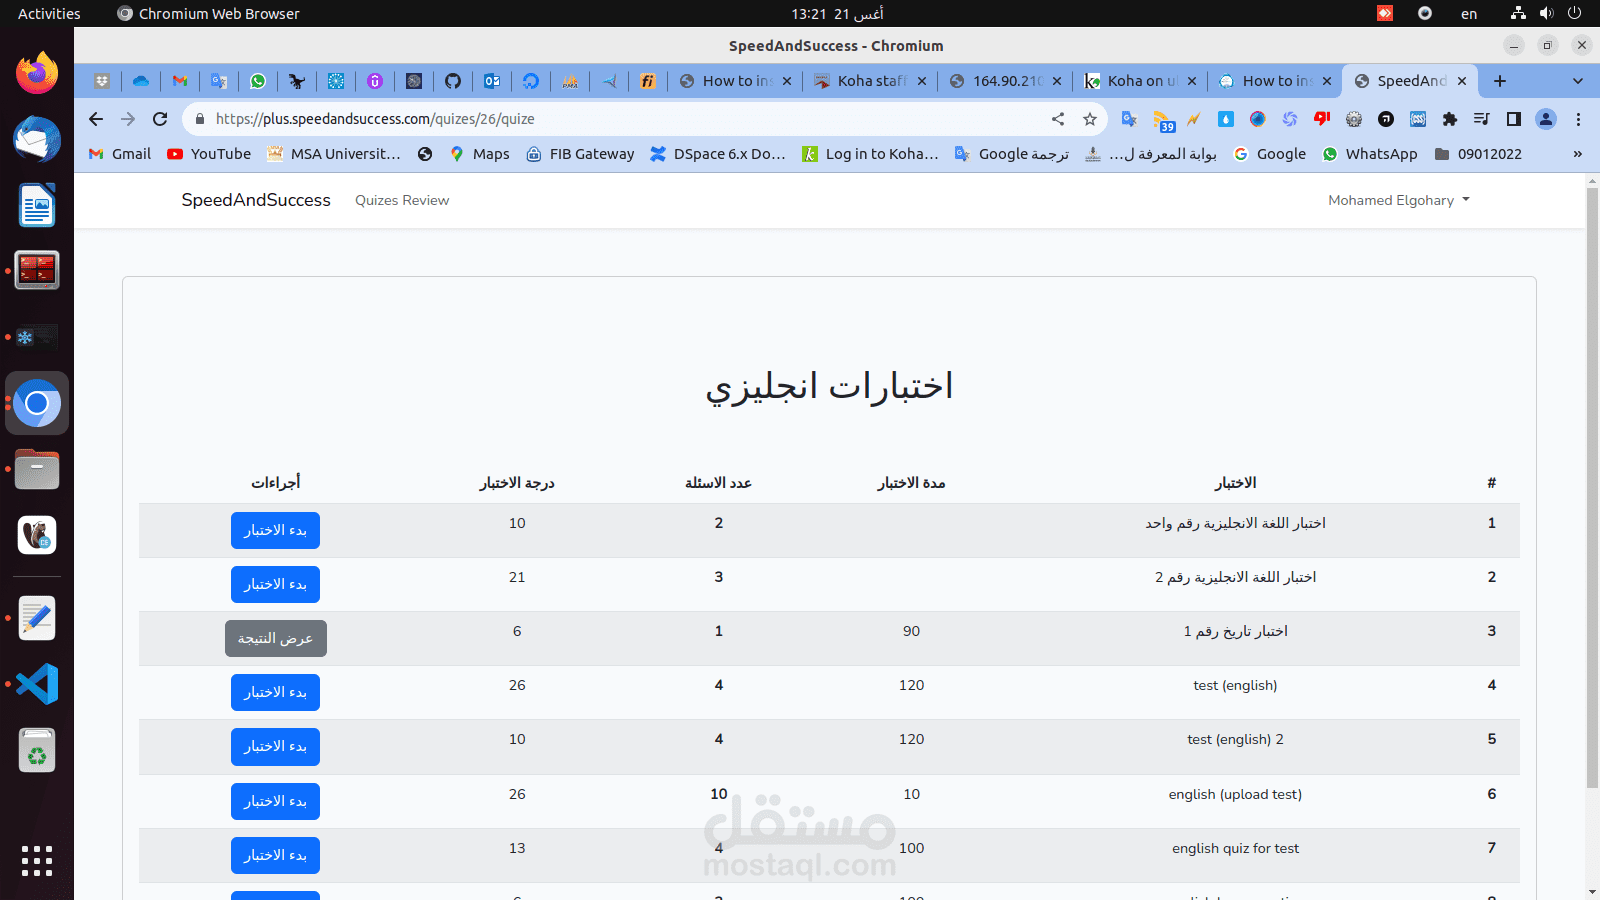 Activities Chromium Web Browser 13:21 21 أغس en
SpeedAndSuccess - Chromium
How to ins Koha staff 164.90.210 Koha on ul How to ins SpeedAnd
https://plus.speedandsuccess.com/quizes/26/quize 39
Gmail YouTube MSA Universit... Maps FIB Gateway DSpace 6.x Do... Log in to Koha... ترجمة Google بوابة المعرفة ل... Google WhatsApp 09012022 »
SpeedAndSuccess Quizes Review Mohamed Elgohary
اختبارات انجليزي
# الاختبار مدة الاختبار عدد الاسئلة درجة الاختبار أجراءات
1 اختبار اللغة الانجليزية رقم واحد 2 10 بدء الاختبار
2 اختبار اللغة الانجليزية رقم 2 3 21 بدء الاختبار
3 اختبار تاريخ رقم 1 90 1 6 عرض النتيجة
4 test (english) 120 4 26 بدء الاختبار
5 test (english) 2 120 4 10 بدء الاختبار
6 english (upload test) 10 10 26 بدء الاختبار
7 english quiz for test 100 4 13 بدء الاختبار
مستقل
mostaql.com